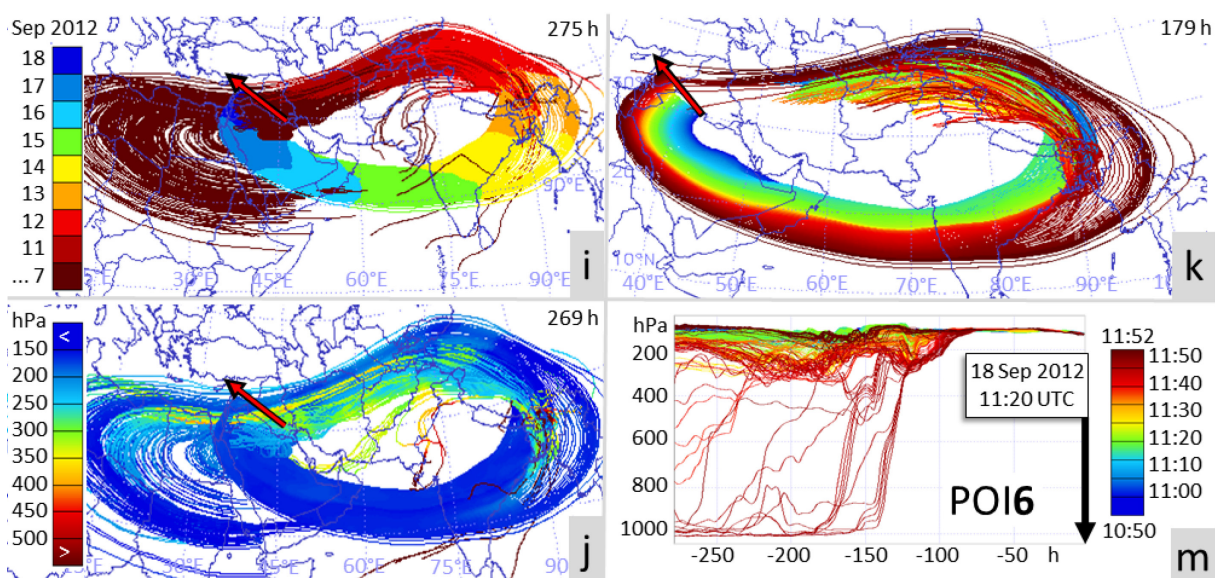 Sep 2012
18
17
16
15
14
13
12
11
...7
275 h
30°E
45°E
60°E
75°E
90°E
i
179 h
30°N
20
0°N
40°E
50°E
60°E
70°E
80°E
90°E
k
hPa
<
150
200
250
300
350
400
450
500
>
269 h
15°E
30°E
45°E
60°E
75°E
90
j
hPa
200
400
600
800
1000
-250
-200
-150
-100
-50
h
18 Sep 2012
11:20 UTC
POI6
11:52
11:50
11:40
11:30
11:20
11:10
11:00
10:50
m